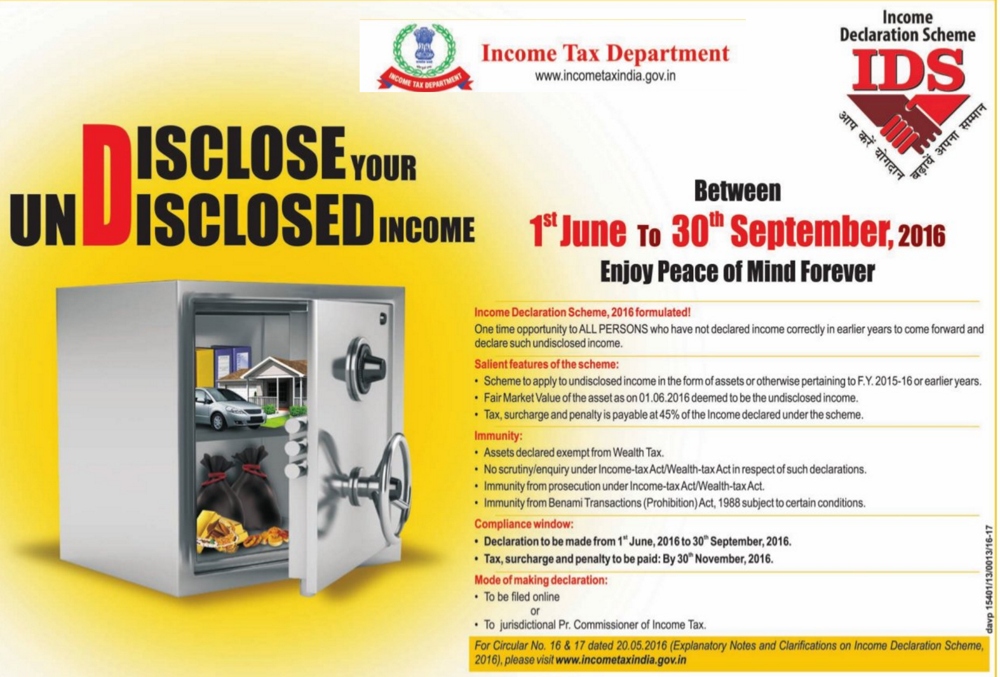 Income
Declaration Scheme
IDS
आप करें योगदान
बढ़ायें अपना सम्मान
INCOME TAX DEPARTMENT
Income Tax Department
www.incometaxindia.gov.in
DISCLOSE YOUR
UNDISCLOSED INCOME
Between
1st June To 30th September, 2016
Enjoy Peace of Mind Forever
Income Declaration Scheme, 2016 formulated!
One time opportunity to ALL PERSONS who have not declared income correctly in earlier years to come forward and
declare such undisclosed income.
Salient features of the scheme:
• Scheme to apply to undisclosed income in the form of assets or otherwise pertaining to F.Y. 2015-16 or earlier years.
• Fair Market Value of the asset as on 01.06.2016 deemed to be the undisclosed income.
• Tax, surcharge and penalty is payable at 45% of the Income declared under the scheme.
Immunity:
• Assets declared exempt from Wealth Tax.
• No scrutiny/enquiry under Income-tax Act/Wealth-tax Act in respect of such declarations.
• Immunity from prosecution under Income-tax Act/Wealth-tax Act.
• Immunity from Benami Transactions (Prohibition) Act, 1988 subject to certain conditions.
Compliance window:
• Declaration to be made from 1st June, 2016 to 30th September, 2016.
• Tax, surcharge and penalty to be paid: By 30th November, 2016.
Mode of making declaration:
• To be filed online
or
• To jurisdictional Pr. Commissioner of Income Tax.
For Circular No. 16 & 17 dated 20.05.2016 (Explanatory Notes and Clarifications on Income Declaration Scheme,
2016), please visit www.incometaxindia.gov.in
davp 15401/13/0013/16-17